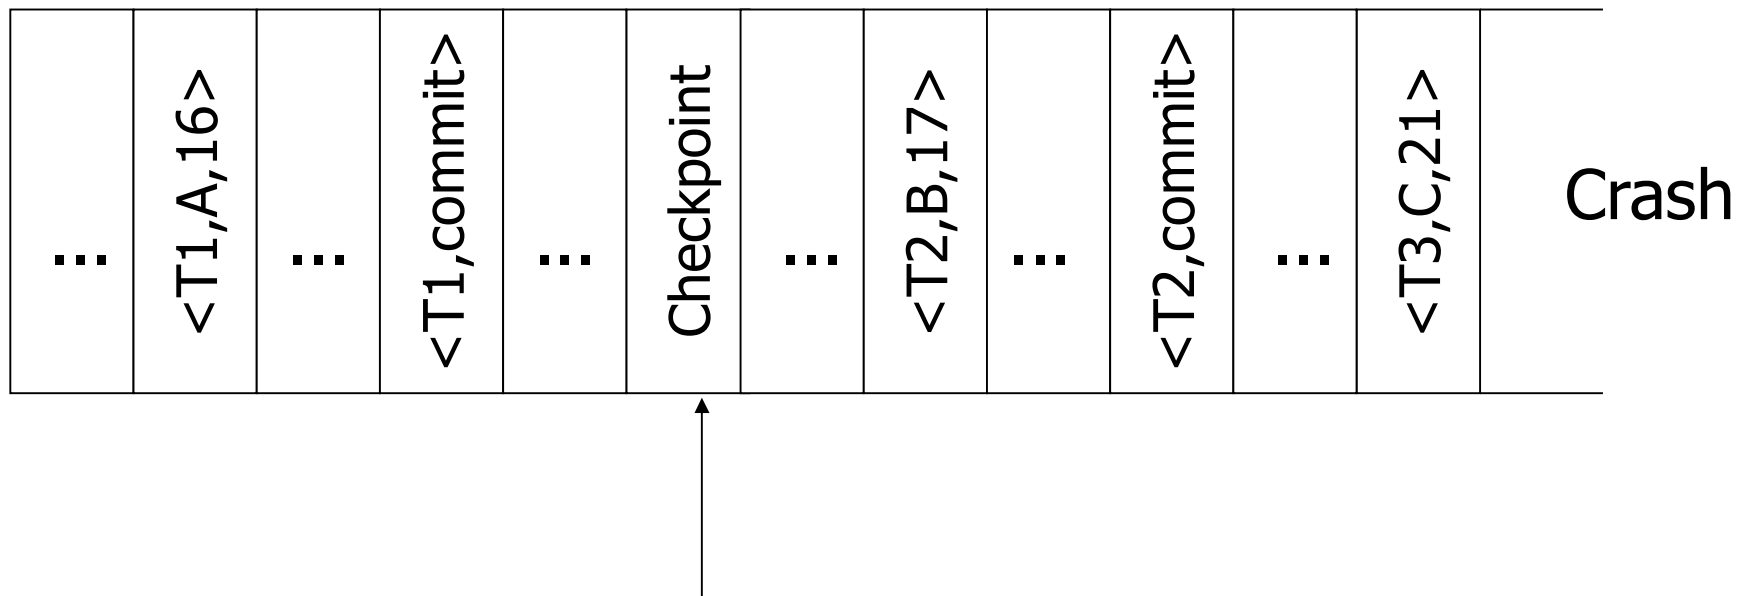 ...
<T1,A,16>
...
<T1,commit>
...
Checkpoint
...
<T2,B,17>
...
<T2,commit>
...
<T3,C,21>
Crash